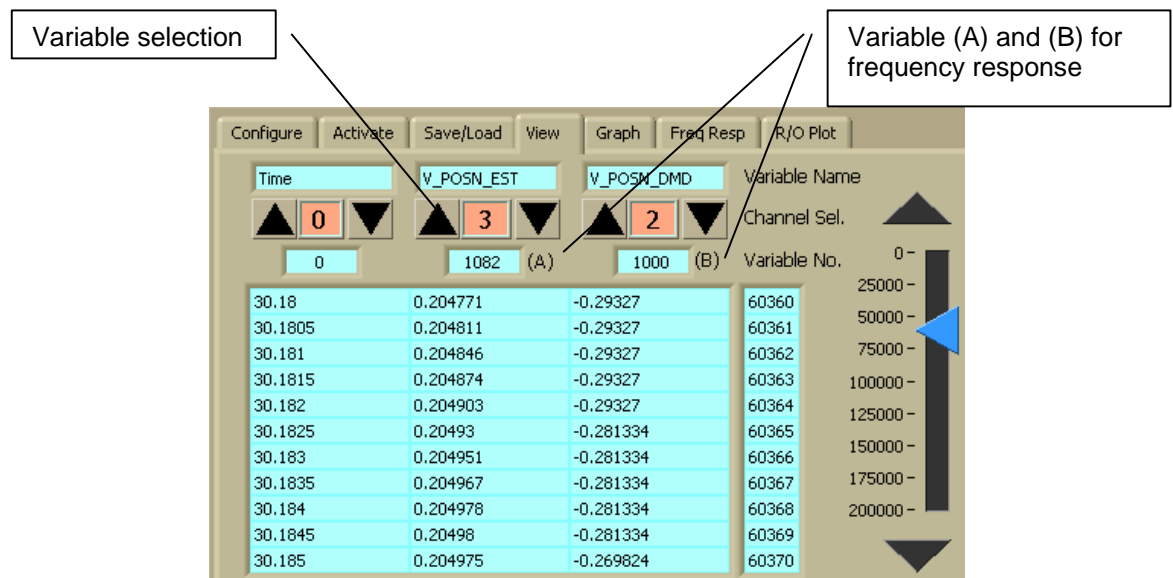 Variable selection
Variable (A) and (B) for
frequency response
Configure Activate Save/Load View Graph Freq Resp R/O Plot
Time V_POSN_EST V_POSN_DMD Variable Name
0 3 2 Channel Sel.
0 1082 (A) 1000 (B) Variable No.
30.18 0.204771 -0.29327 60360
30.1805 0.204811 -0.29327 60361
30.181 0.204846 -0.29327 60362
30.1815 0.204874 -0.29327 60363
30.182 0.204903 -0.29327 60364
30.1825 0.20493 -0.281334 60365
30.183 0.204951 -0.281334 60366
30.1835 0.204967 -0.281334 60367
30.184 0.204978 -0.281334 60368
30.1845 0.20498 -0.281334 60369
30.185 0.204975 -0.269824 60370
0
25000
50000
75000
100000
125000
150000
175000
200000